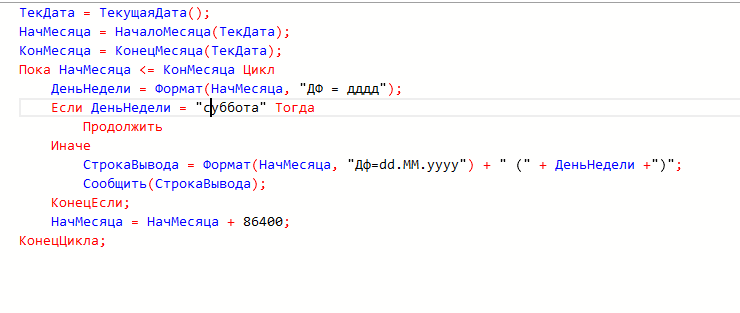 ТекДата = ТекущаяДата();
НачМесяца = НачалоМесяца(ТекДата);
КонМесяца = КонецМесяца(ТекДата);
Пока НачМесяца <= КонМесяца Цикл
ДеньНедели = Формат(НачМесяца, "ДФ = дддд");
Если ДеньНедели = "суббота" Тогда
Продолжить
Иначе
СтрокаВывода = Формат(НачМесяца, "Дф=dd.MM.yyyy") + " (" + ДеньНедели +")";
Сообщить(СтрокаВывода);
КонецЕсли;
НачМесяца = НачМесяца + 86400;
КонецЦикла;